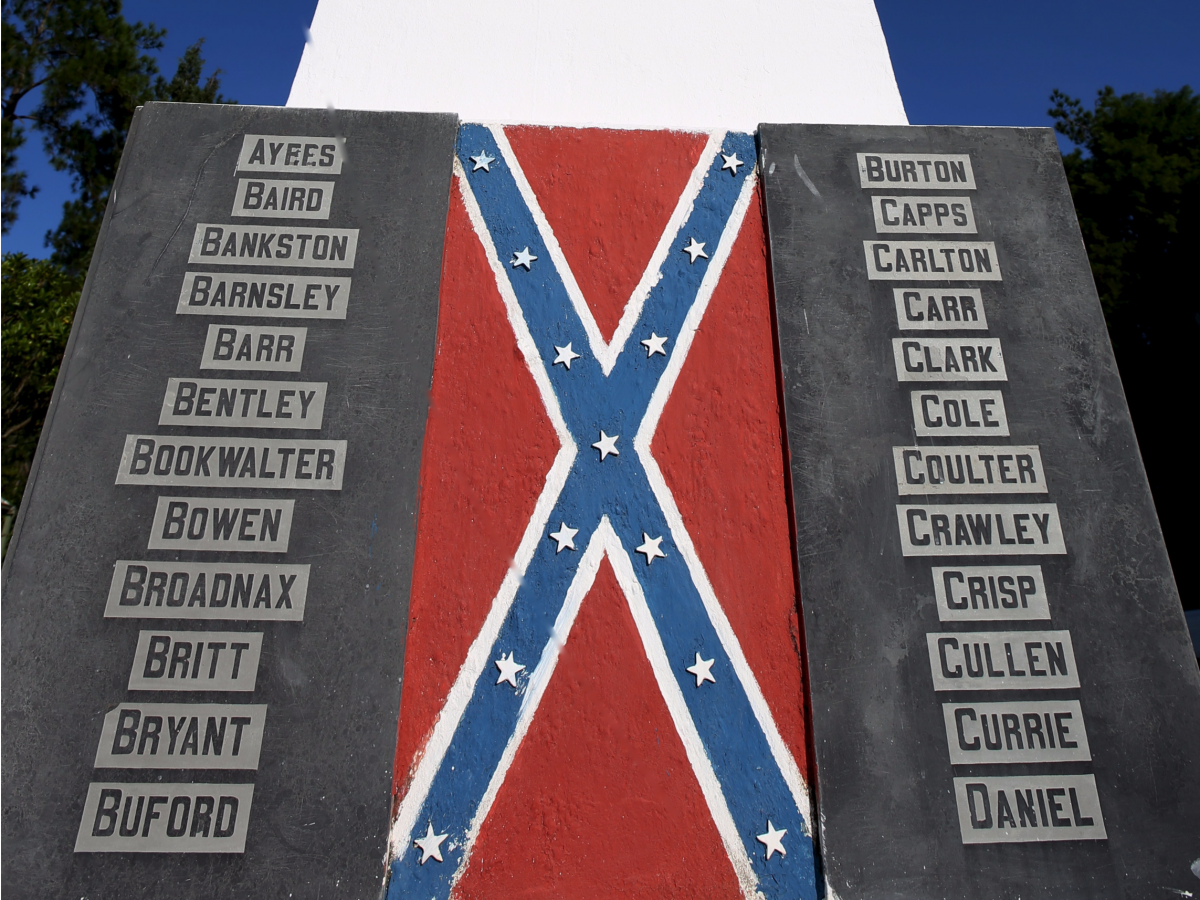 AYEES
BAIRD
BANKSTON
BARNSLEY
BARR
BENTLEY
BOOKWALTER
BOWEN
BROADNAX
BRITT
BRYANT
BUFORD
BURTON
CAPPS
CARLTON
CARR
CLARK
COLE
COULTER
CRAWLEY
CRISP
CULLEN
CURRIE
DANIEL